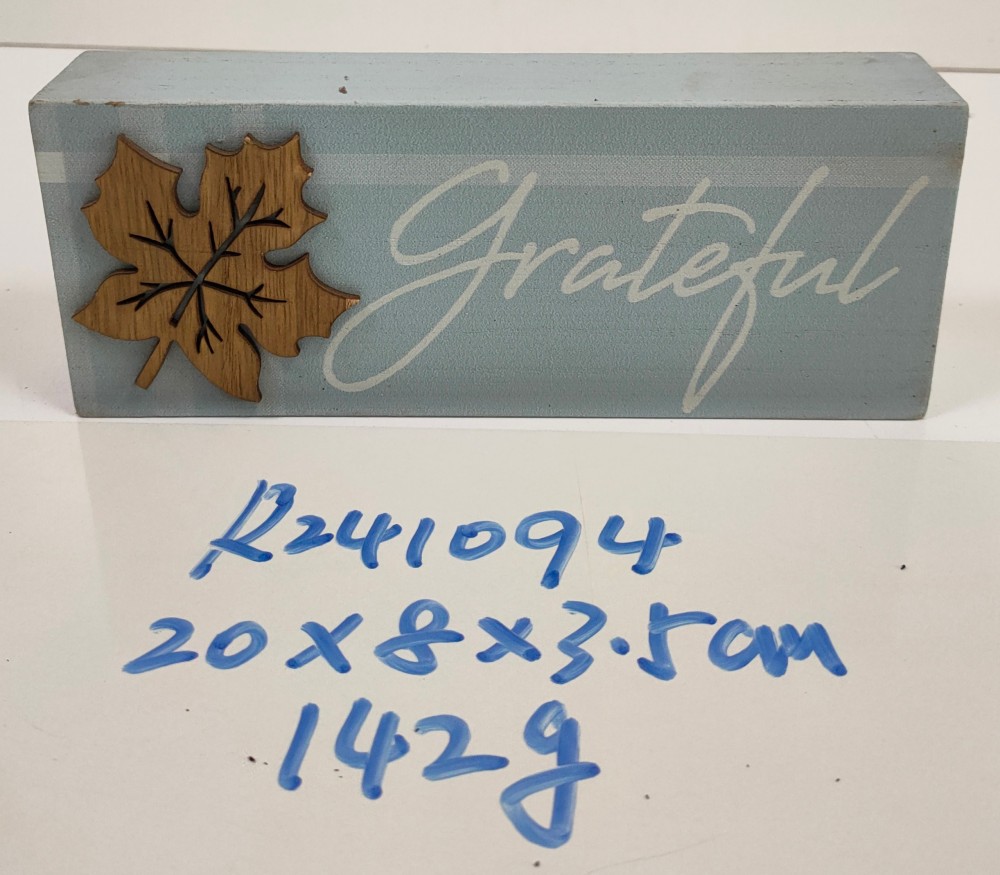 Grateful
R241094
20x8x3.5cm
142g